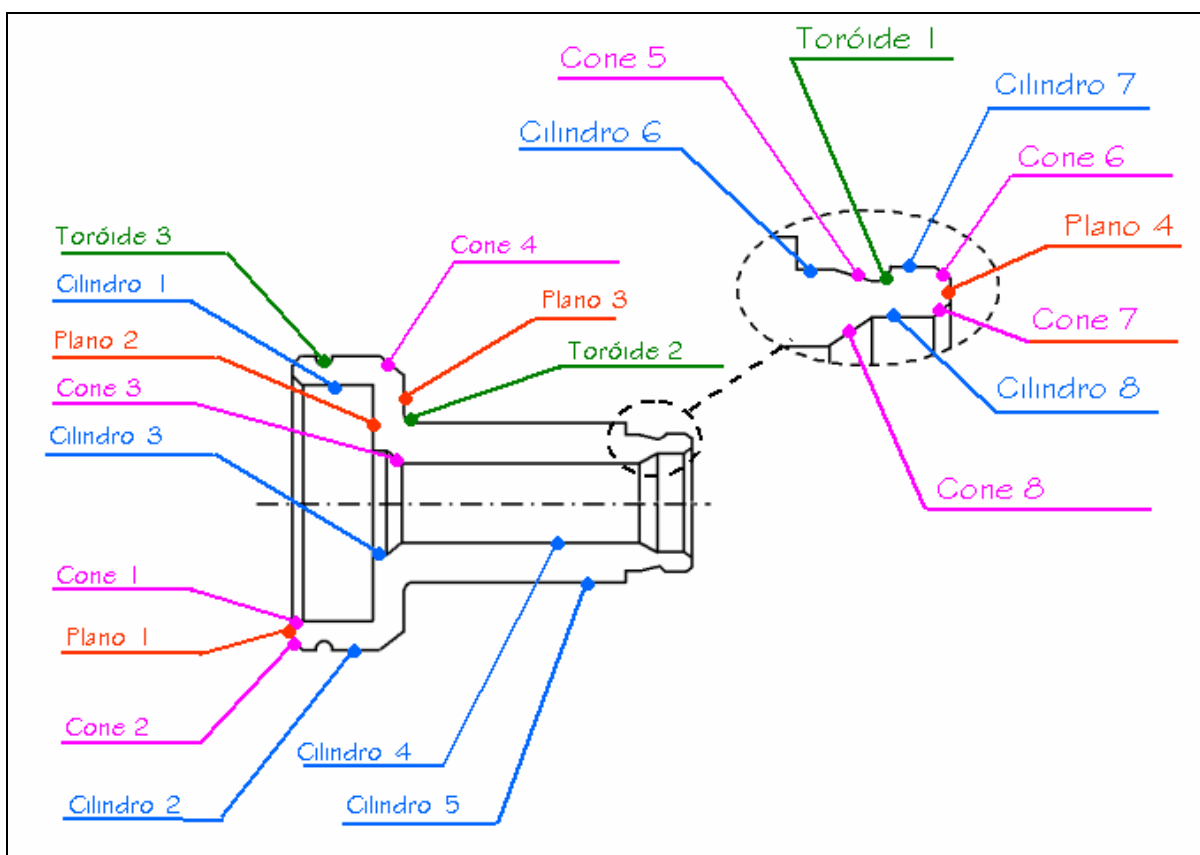 Toróide 1
Cone 5
Cilindro 7
Cilindro 6
Cone 6
Plano 4
Toróide 3
Cone 4
Cilindro 1
Plano 3
Plano 2
Toróide 2
Cone 7
Cone 3
Cilindro 8
Cilindro 3
Cone 8
Cone 1
Plano 1
Cone 2
Cilindro 4
Cilindro 2
Cilindro 5